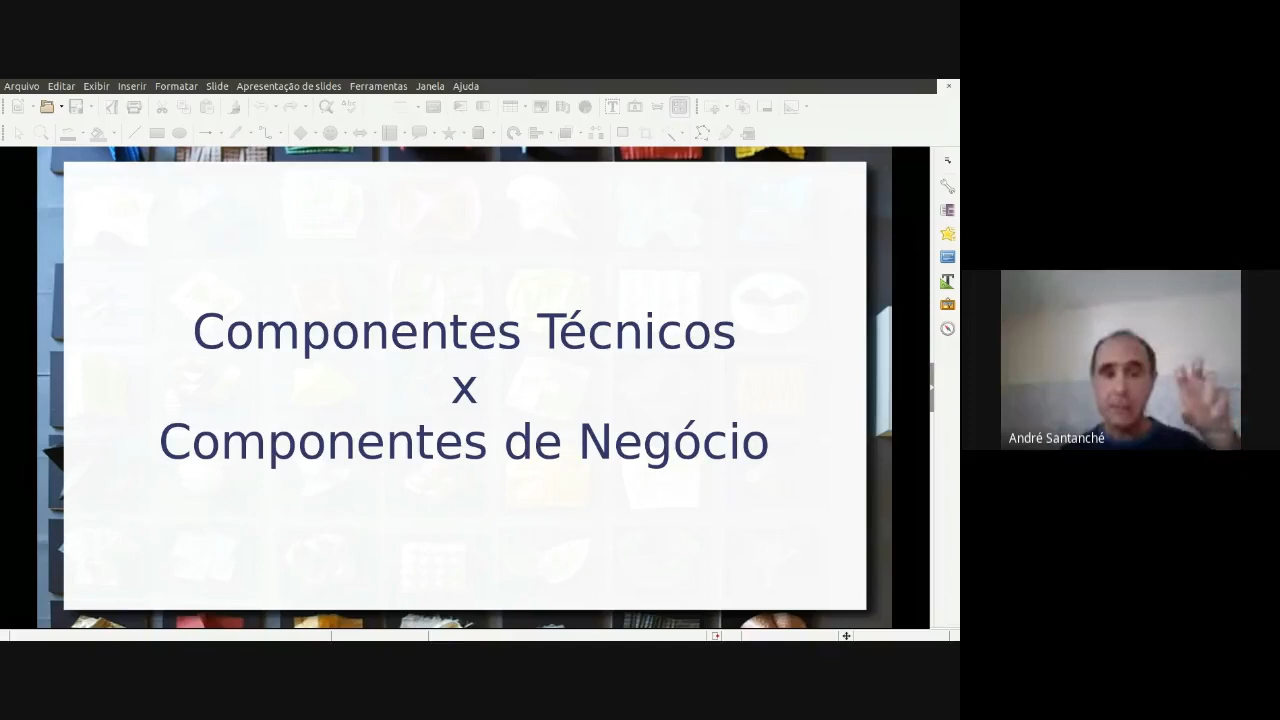 Arquivo Editar Exibir Inserir Formatar Slide Apresentação de slides Ferramentas Janela Ajuda
Componentes Técnicos
x
Componentes de Negócio
André Santanché